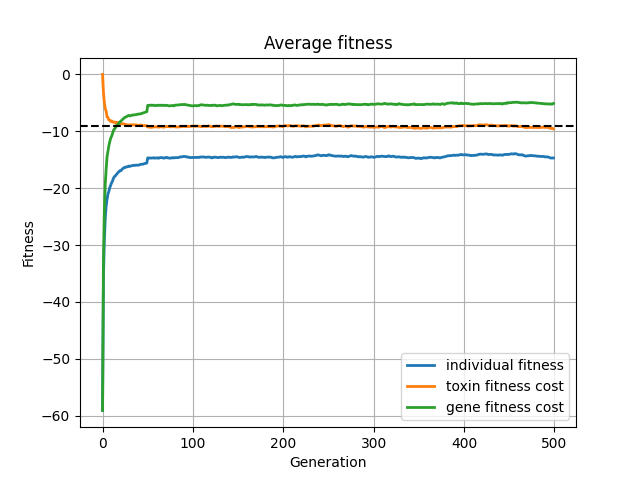 Average fitness
Fitness
0
−10
−20
−30
−40
−50
−60
individual fitness
toxin fitness cost
gene fitness cost
0
100
200
300
400
500
Generation